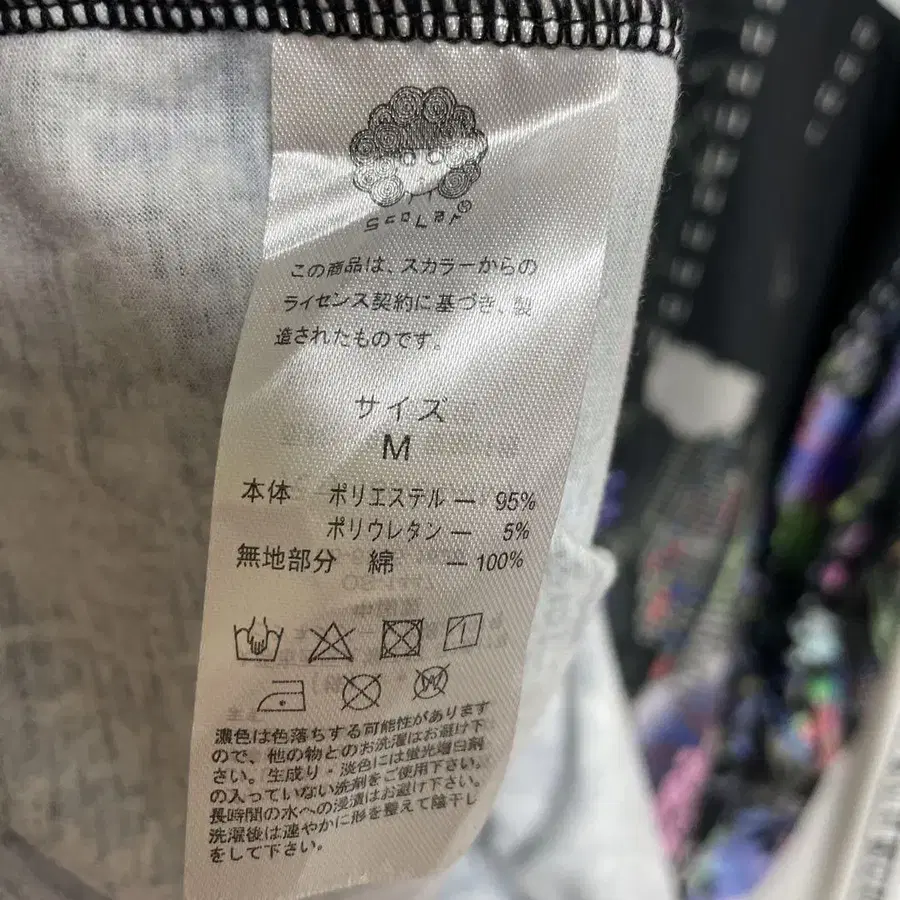 ScoLar®
この商品は、スカラーからの
ライセンス契約に基づき、製
造されたものです。
サイズ
M
本体 ポリエステル — 95%
ポリウレタン — 5%
無地部分 綿 — 100%
濃色は色落ちする可能性があります
ので、他の物とのお洗濯はお避け下
さい。生成り・淡色には蛍光増白剤
の入っていない洗剤をご使用下さい。
長時間の水への浸漬はお避け下さい。
洗濯後は速やかに形を整えて陰干し
をして下さい。